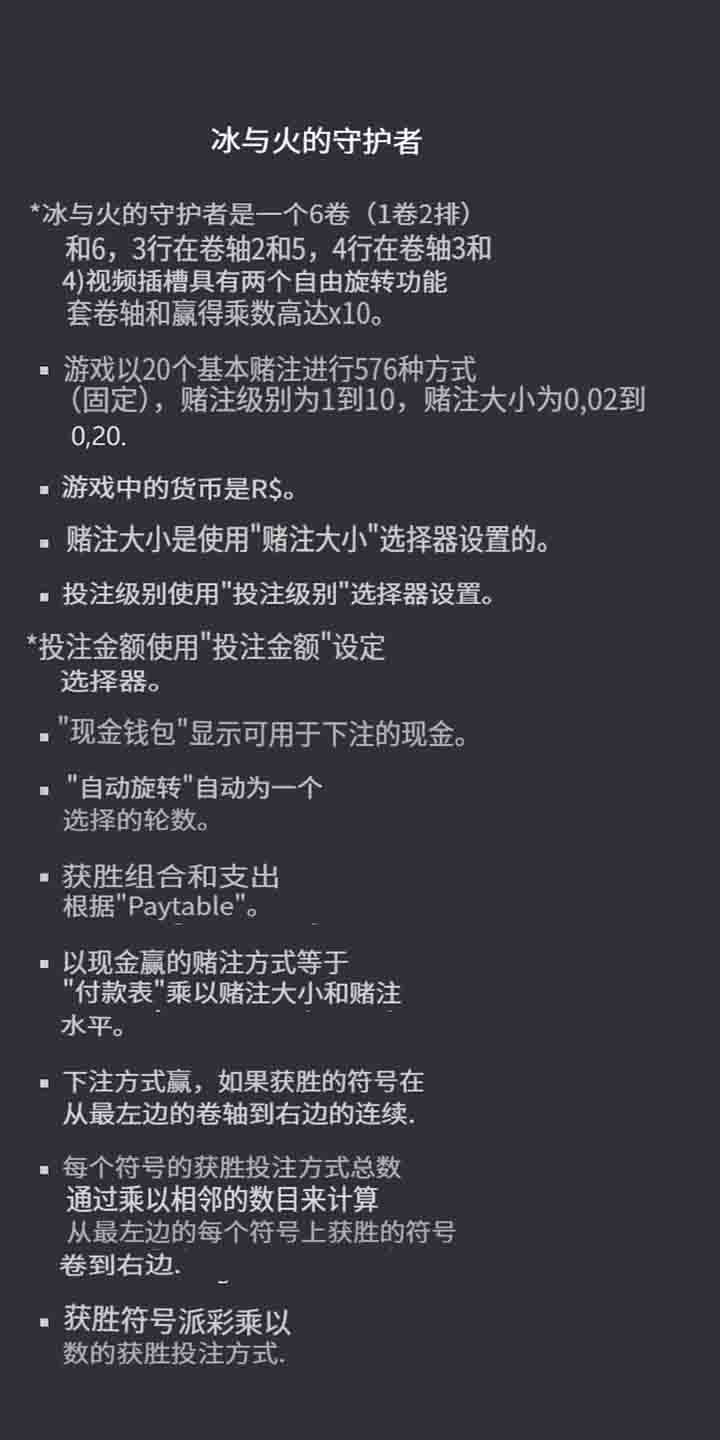 冰与火的守护者
*冰与火的守护者是一个6卷（1卷2排）
和6，3行在卷轴2和5，4行在卷轴3和
4)视频插槽具有两个自由旋转功能
套卷轴和赢得乘数高达x10。
▪ 游戏以20个基本赌注进行576种方式
（固定），赌注级别为1到10，赌注大小为0,02到
0,20.
▪ 游戏中的货币是R$。
▪ 赌注大小是使用"赌注大小"选择器设置的。
▪ 投注级别使用"投注级别"选择器设置。
*投注金额使用"投注金额"设定
选择器。
▪ "现金钱包"显示可用于下注的现金。
▪ "自动旋转"自动为一个
选择的轮数。
▪ 获胜组合和支出
根据"Paytable"。
▪ 以现金赢的赌注方式等于
"付款表"乘以赌注大小和赌注
水平。
▪ 下注方式赢，如果获胜的符号在
从最左边的卷轴到右边的连续.
▪ 每个符号的获胜投注方式总数
通过乘以相邻的数目来计算
从最左边的每个符号上获胜的符号
卷到右边.
▪ 获胜符号派彩乘以
数的获胜投注方式.